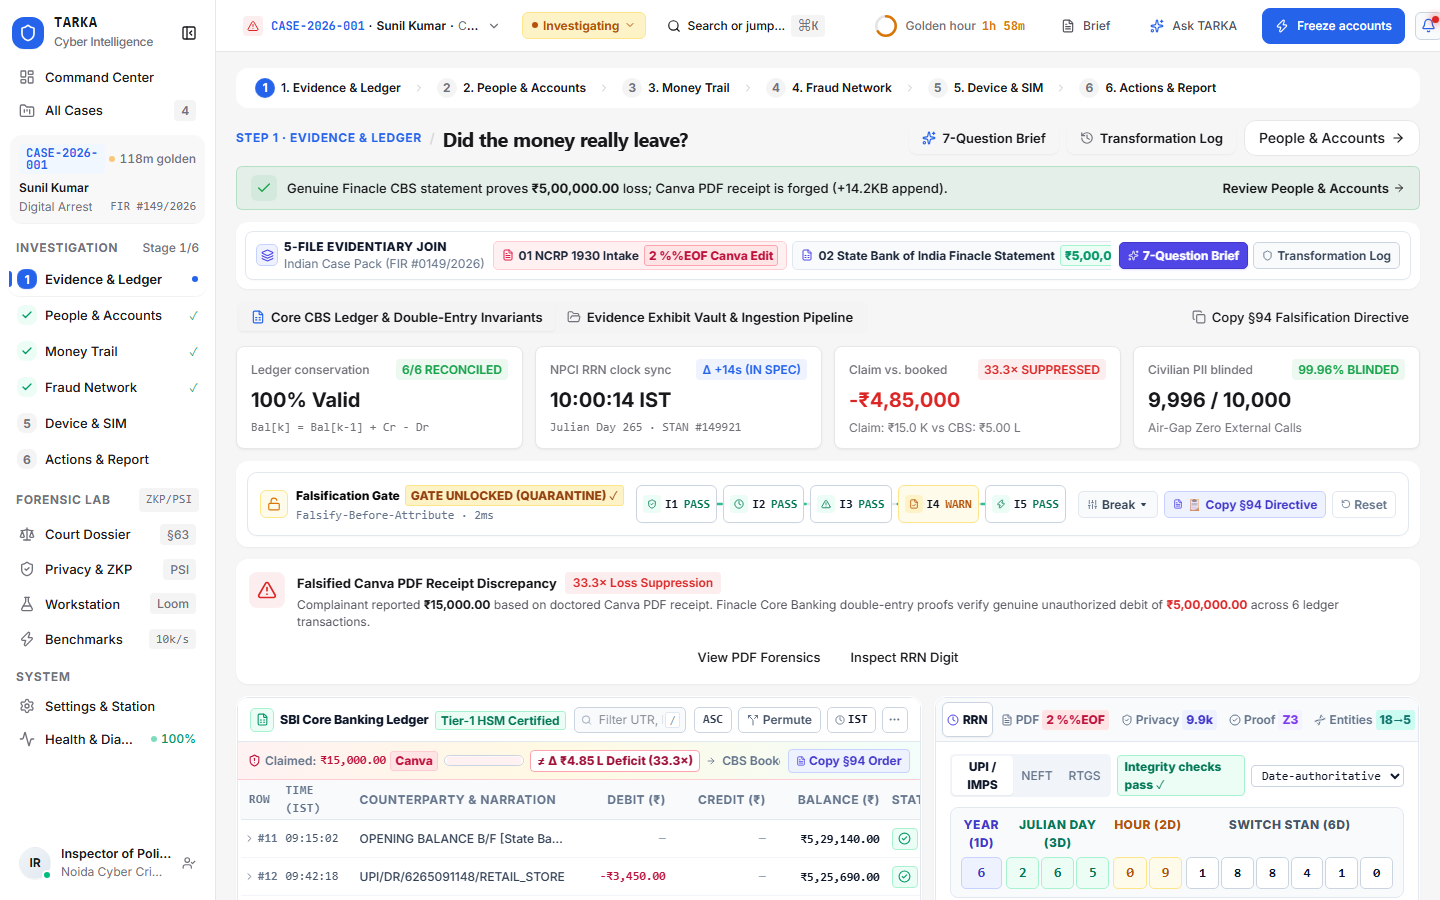 TARKA
Cyber Intelligence
Command Center
All Cases 4
CASE-2026-001 118m golden
Sunil Kumar
Digital Arrest FIR #149/2026
INVESTIGATION Stage 1/6
1 Evidence & Ledger
People & Accounts ✓
Money Trail ✓
Fraud Network ✓
5 Device & SIM
6 Actions & Report
FORENSIC LAB ZKP/PSI
Court Dossier §63
Privacy & ZKP PSI
Workstation Loom
Benchmarks 10k/s
SYSTEM
Settings & Station
Health & Dia... 100%
IR Inspector of Poli...
Noida Cyber Cri...
CASE-2026-001 · Sunil Kumar · C... Investigating Search or jump... ⌘K Golden hour 1h 58m Brief Ask TARKA Freeze accounts
1 1. Evidence & Ledger 2 2. People & Accounts 3 3. Money Trail 4 4. Fraud Network 5 5. Device & SIM 6 6. Actions & Report
STEP 1 · EVIDENCE & LEDGER / Did the money really leave? 7-Question Brief Transformation Log People & Accounts →
Genuine Finacle CBS statement proves ₹5,00,000.00 loss; Canva PDF receipt is forged (+14.2KB append). Review People & Accounts →
5-FILE EVIDENTIARY JOIN
Indian Case Pack (FIR #0149/2026)
01 NCRP 1930 Intake 2 %%EOF Canva Edit 02 State Bank of India Finacle Statement ₹5,00,0 7-Question Brief Transformation Log
Core CBS Ledger & Double-Entry Invariants Evidence Exhibit Vault & Ingestion Pipeline Copy §94 Falsification Directive
Ledger conservation 6/6 RECONCILED
100% Valid
Bal[k] = Bal[k-1] + Cr - Dr
NPCI RRN clock sync Δ +14s (IN SPEC)
10:00:14 IST
Julian Day 265 · STAN #149921
Claim vs. booked 33.3× SUPPRESSED
-₹4,85,000
Claim: ₹15.0 K vs CBS: ₹5.00 L
Civilian PII blinded 99.96% BLINDED
9,996 / 10,000
Air-Gap Zero External Calls
Falsification Gate GATE UNLOCKED (QUARANTINE) ✓
Falsify-Before-Attribute · 2ms
I1 PASS I2 PASS I3 PASS I4 WARN I5 PASS Break Copy §94 Directive Reset
Falsified Canva PDF Receipt Discrepancy 33.3× Loss Suppression
Complainant reported ₹15,000.00 based on doctored Canva PDF receipt. Finacle Core Banking double-entry proofs verify genuine unauthorized debit of ₹5,00,000.00 across 6 ledger
transactions.
View PDF Forensics Inspect RRN Digit
SBI Core Banking Ledger Tier-1 HSM Certified Filter UTR, / ASC Permute IST ...
Claimed: ₹15,000.00 Canva ≠ Δ ₹4.85 L Deficit (33.3×) → CBS Book Copy §94 Order
ROW TIME (IST) COUNTERPARTY & NARRATION DEBIT (₹) CREDIT (₹) BALANCE (₹) STAT
#11 09:15:02 OPENING BALANCE B/F [State Ba... — — ₹5,29,140.00
#12 09:42:18 UPI/DR/6265091148/RETAIL_STORE -₹3,450.00 — ₹5,25,690.00
RRN PDF 2 %%EOF Privacy 9.9k Proof Z3 Entities 18→5
UPI / IMPS NEFT RTGS Integrity checks pass ✓ Date-authoritative
YEAR (1D) JULIAN DAY (3D) HOUR (2D) SWITCH STAN (6D)
6 2 6 5 0 9 1 8 8 4 1 0